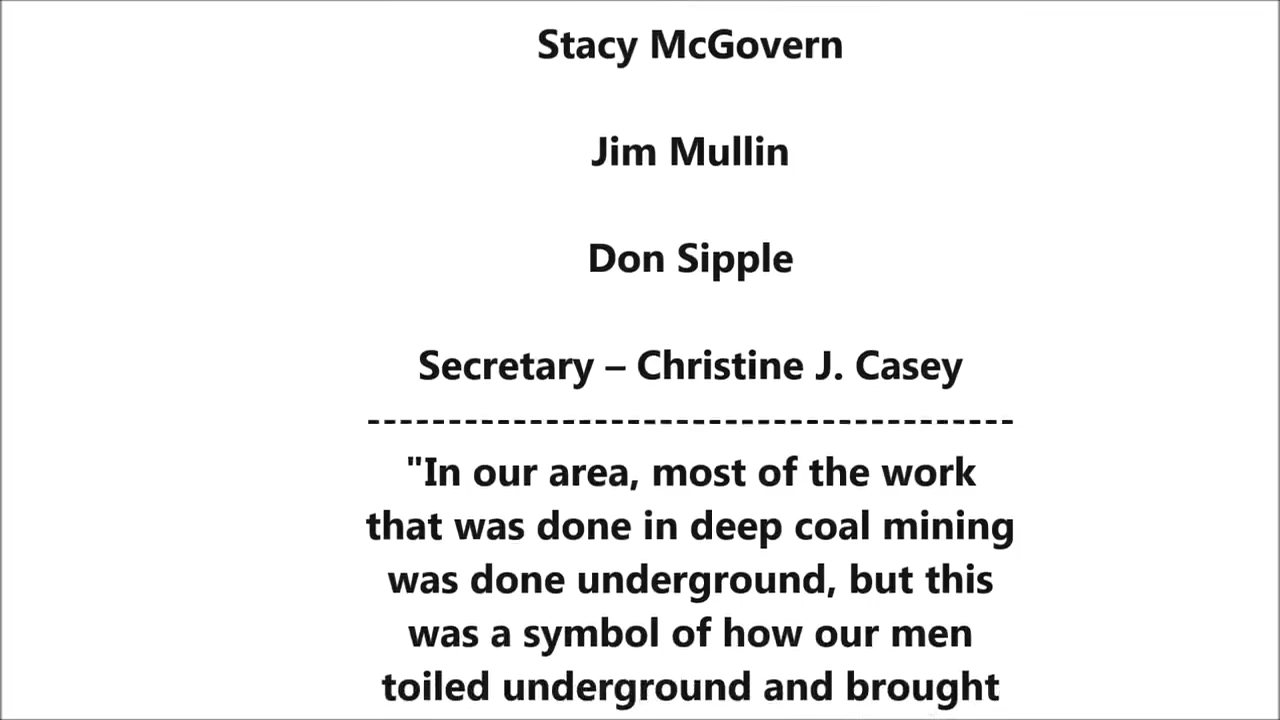 Stacy McGovern
Jim Mullin
Don Sipple
Secretary – Christine J. Casey
-----------------------------------------
"In our area, most of the work
that was done in deep coal mining
was done underground, but this
was a symbol of how our men
toiled underground and brought